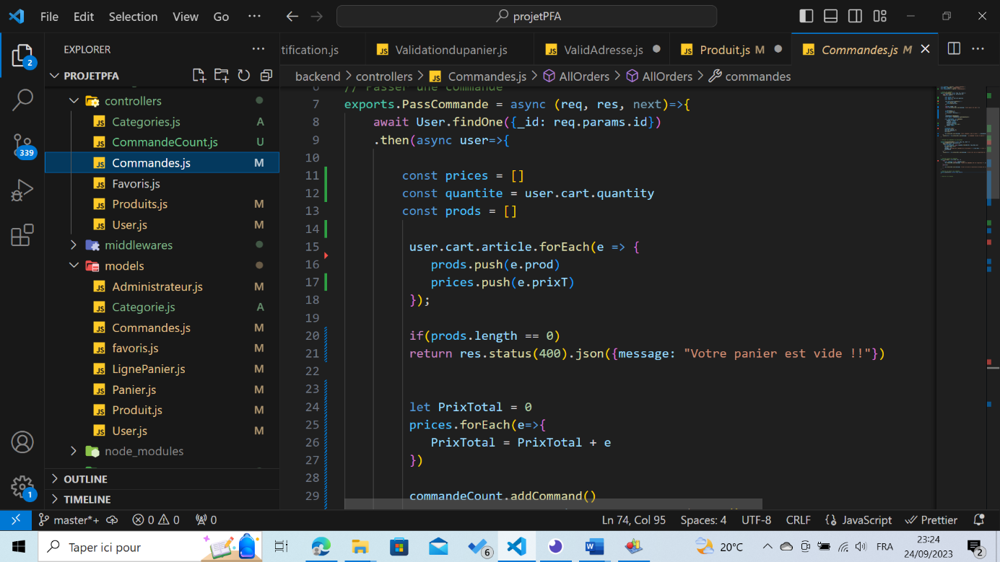 File Edit Selection View Go ··· projetPFA
EXPLORER ···
PROJETPFA
controllers
Categories.js A
CommandeCount.js U
Commandes.js M
Favoris.js
Produits.js M
User.js M
middlewares
models
Administrateur.js M
Categorie.js A
Commandes.js M
favoris.js M
LignePanier.js M
Panier.js M
Produit.js M
User.js M
node_modules
OUTLINE
TIMELINE
2
339
1
tification.js Validationdupanier.js ValidAdresse.js Produit.js M Commandes.js M ···
backend > controllers > Commandes.js > AllOrders > AllOrders > commandes
6 // Passer une commande
7 exports.PassCommande = async (req, res, next)=>{
8 await User.findOne({_id: req.params.id})
9 .then(async user=>{
10
11 const prices = []
12 const quantite = user.cart.quantity
13 const prods = []
14
15 user.cart.article.forEach(e => {
16 prods.push(e.prod)
17 prices.push(e.prixT)
18 });
19
20 if(prods.length == 0)
21 return res.status(400).json({message: "Votre panier est vide !!"})
22
23
24 let PrixTotal = 0
25 prices.forEach(e=>{
26 PrixTotal = PrixTotal + e
27 })
28
29 commandeCount.addCommand()
master*+ 0 0 0 Ln 74, Col 95 Spaces: 4 UTF-8 CRLF JavaScript Prettier
Taper ici pour 6 20°C FRA 23:24
24/09/2023 2